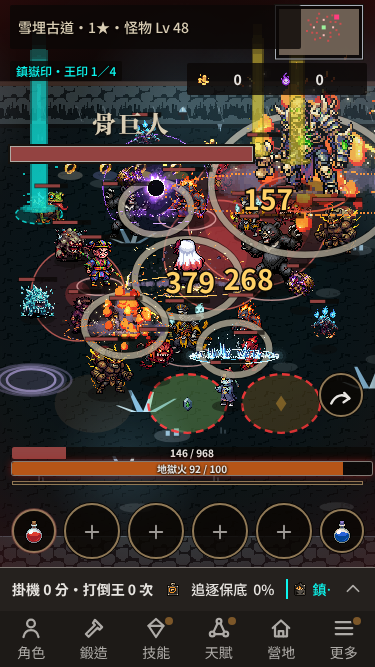 雪埋古道・1★・怪物 Lv 48
鎮嶽印・王印 1／4
0
0
骨巨人
157
379
268
146 / 968
地獄火 92 / 100
掛機 0 分・打倒王 0 次
追逐保底 0%
鎮·
角色
鍛造
技能
天賦
營地
更多